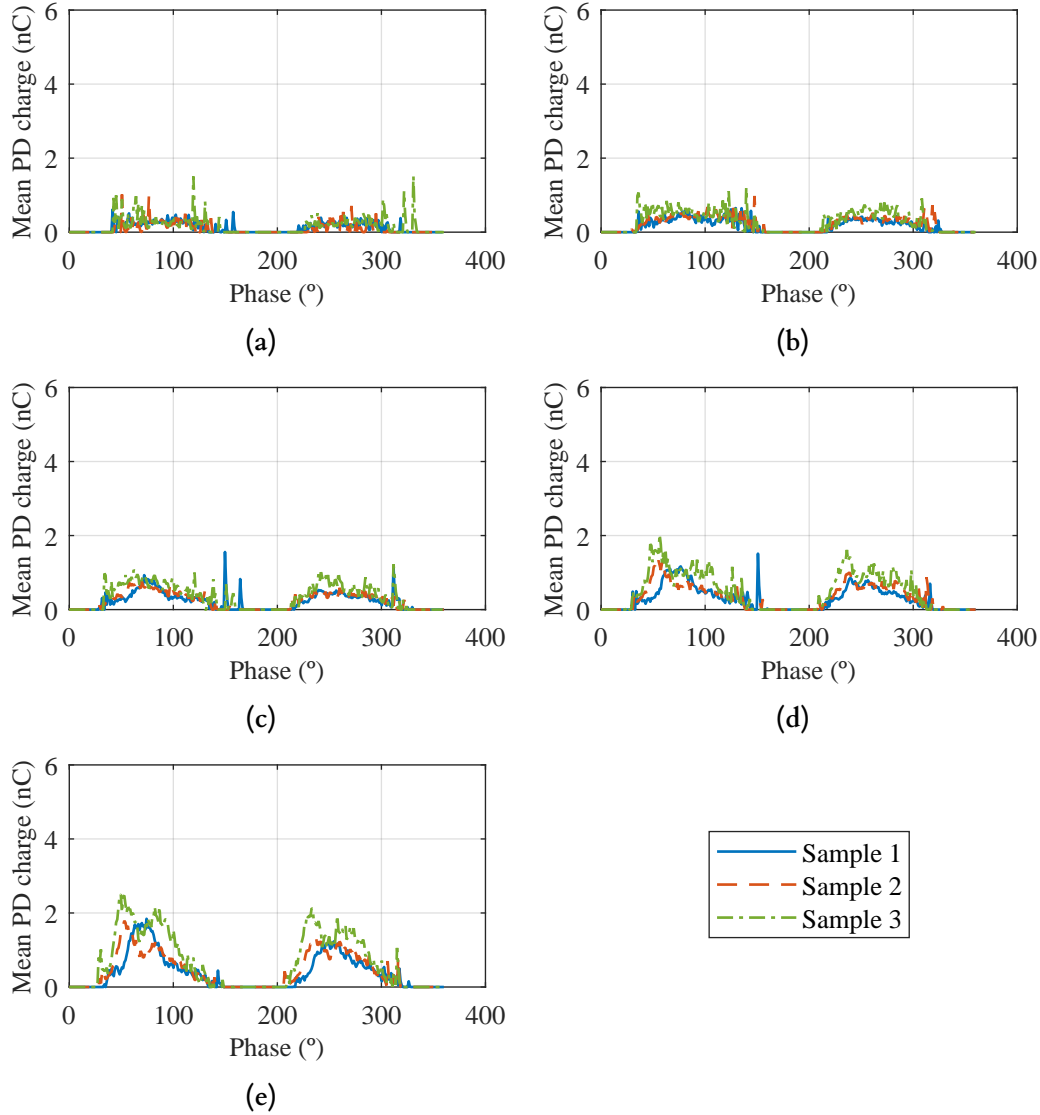 Mean PD charge (nC)
6
4
2
0
0 100 200 300 400
Phase (º)
(a)
Mean PD charge (nC)
6
4
2
0
0 100 200 300 400
Phase (º)
(b)
Mean PD charge (nC)
6
4
2
0
0 100 200 300 400
Phase (º)
(c)
Mean PD charge (nC)
6
4
2
0
0 100 200 300 400
Phase (º)
(d)
Mean PD charge (nC)
6
4
2
0
0 100 200 300 400
Phase (º)
(e)
Sample 1
Sample 2
Sample 3